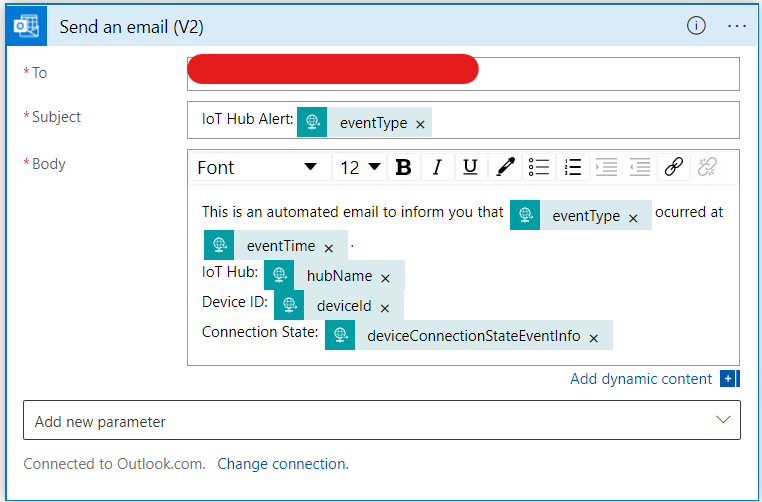 Send an email (V2)
* To
* Subject
IoT Hub Alert: eventType ×
* Body
Font 12 B I U
This is an automated email to inform you that eventType × ocurred at
eventTime × .
IoT Hub: hubName ×
Device ID: deviceId ×
Connection State: deviceConnectionStateEventInfo ×
Add dynamic content +
Add new parameter
Connected to Outlook.com. Change connection.